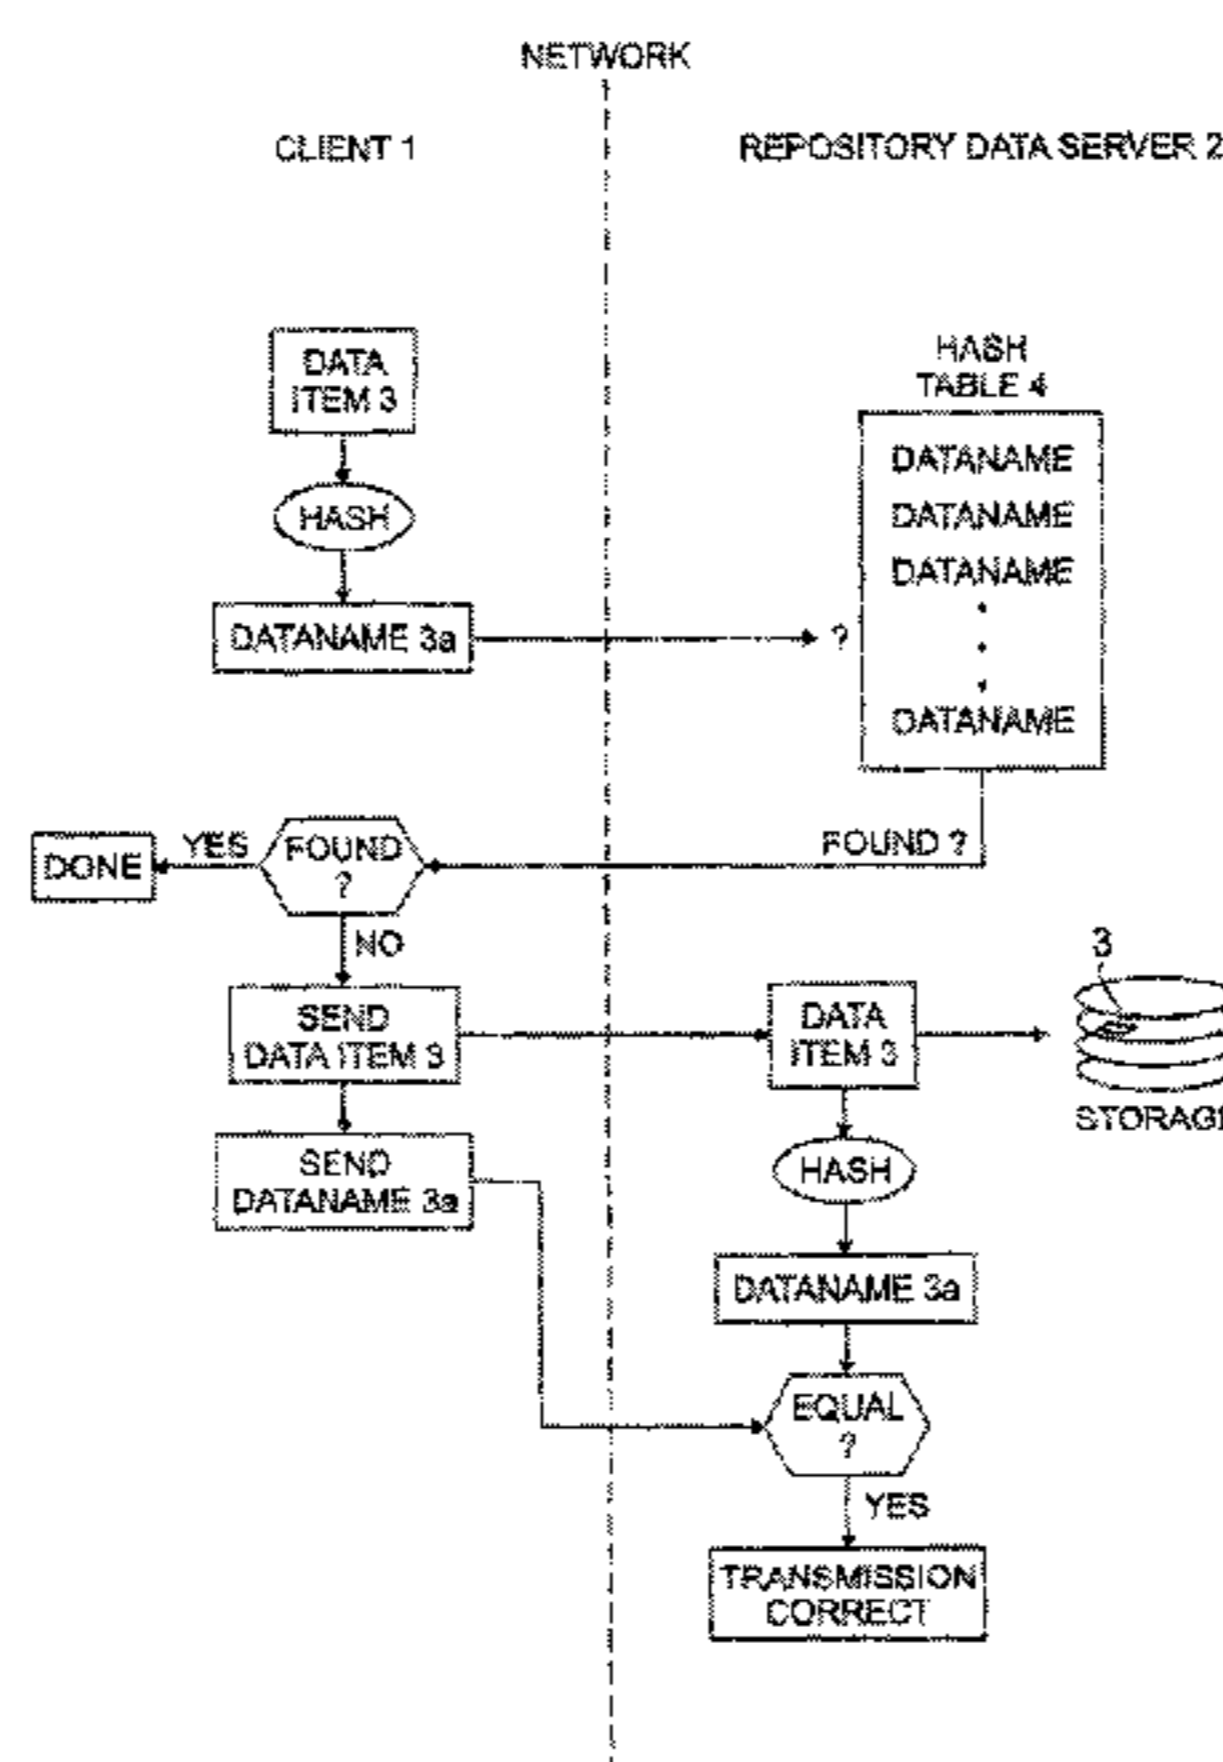 NETWORK
CLIENT 1
REPOSITORY DATA SERVER 2
DATA
ITEM 3
HASH
TABLE 4
DATANAME
HASH
DATANAME
DATANAME
DATANAME 3a
?
DATANAME
DONE
YES
FOUND
?
FOUND ?
NO
3
SEND
DATA ITEM 3
DATA
ITEM 3
STORAGE
SEND
DATANAME 3a
HASH
DATANAME 3a
EQUAL
?
YES
TRANSMISSION
CORRECT